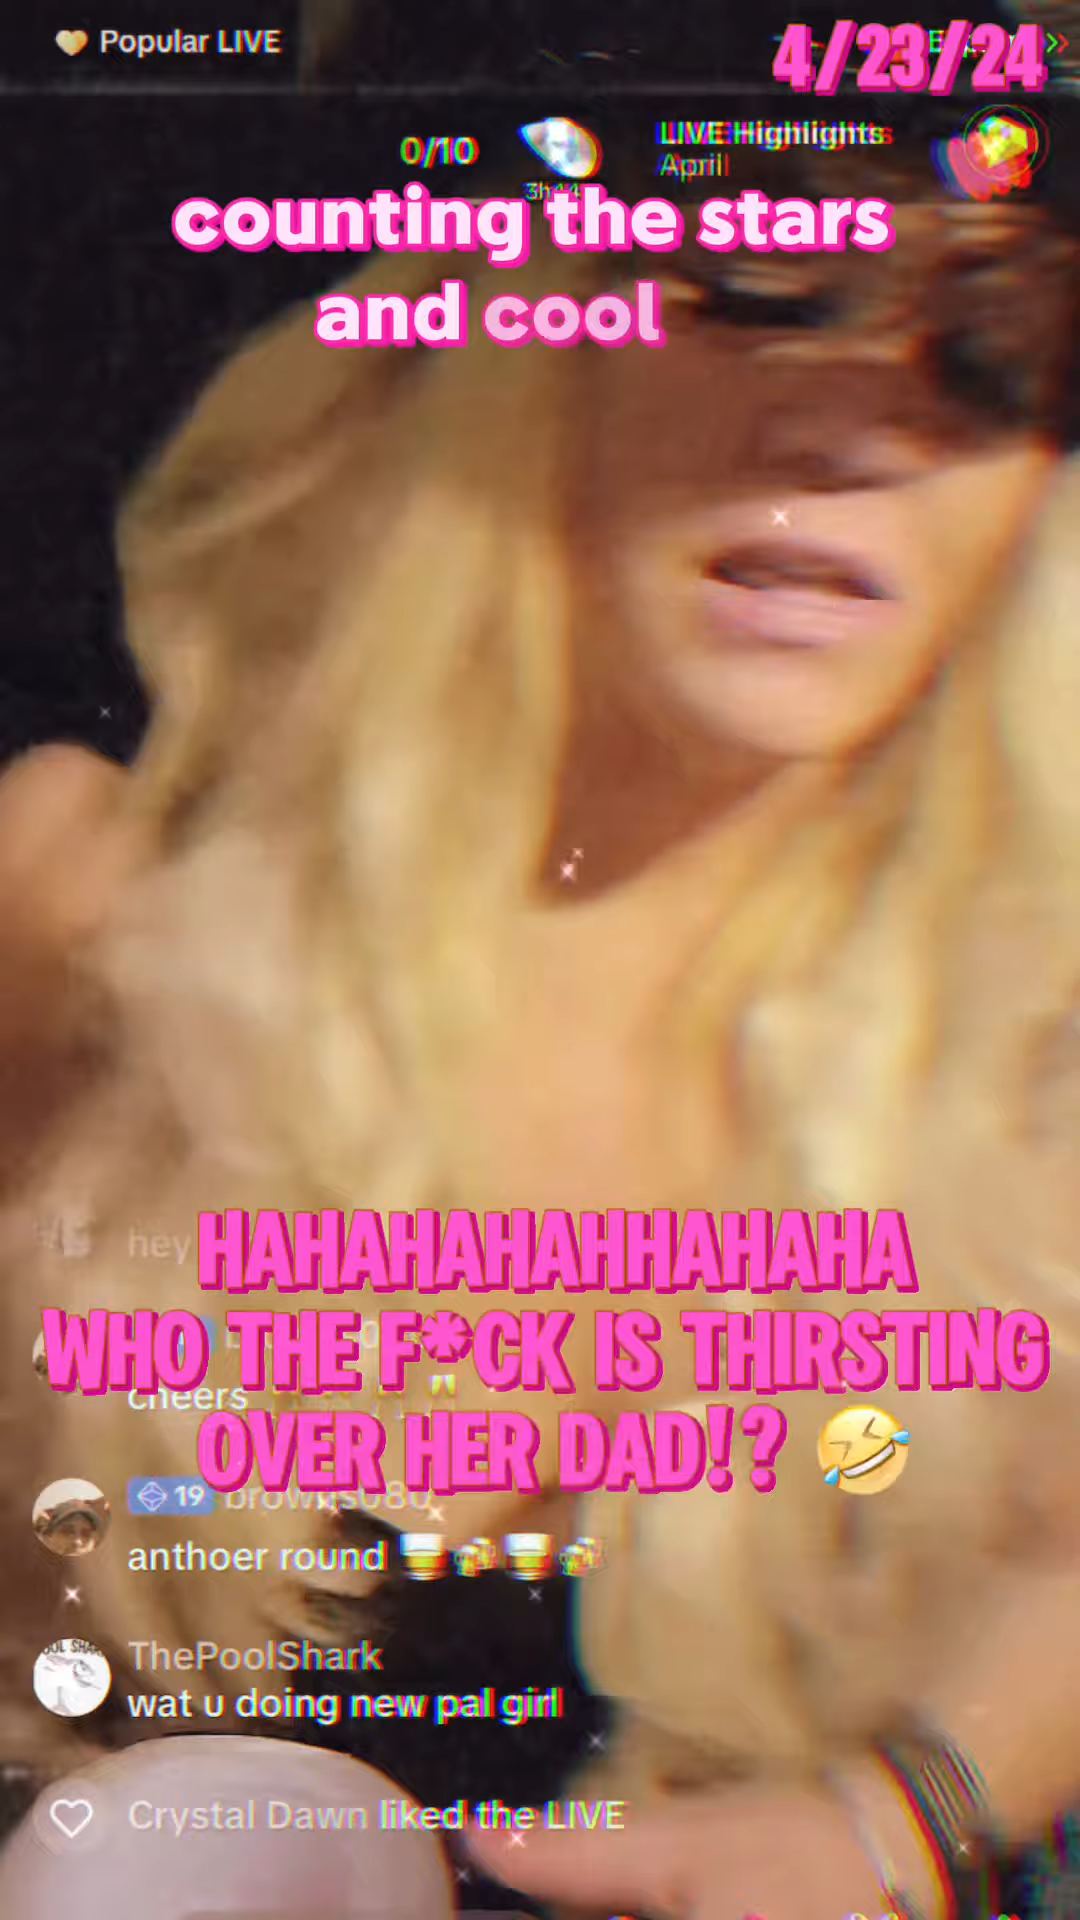 Popular LIVE
4/23/24
0/10
LIVE Highlights
April
counting the stars
and cool
hey
HAHAHAHAHHAHAHA
WHO THE F*CK IS THIRSTING
cheers
OVER HER DAD!? 🤣
19
anthoer round 🥃🍻🥃🍻
ThePoolShark
wat u doing new pal girl
Crystal Dawn liked the LIVE